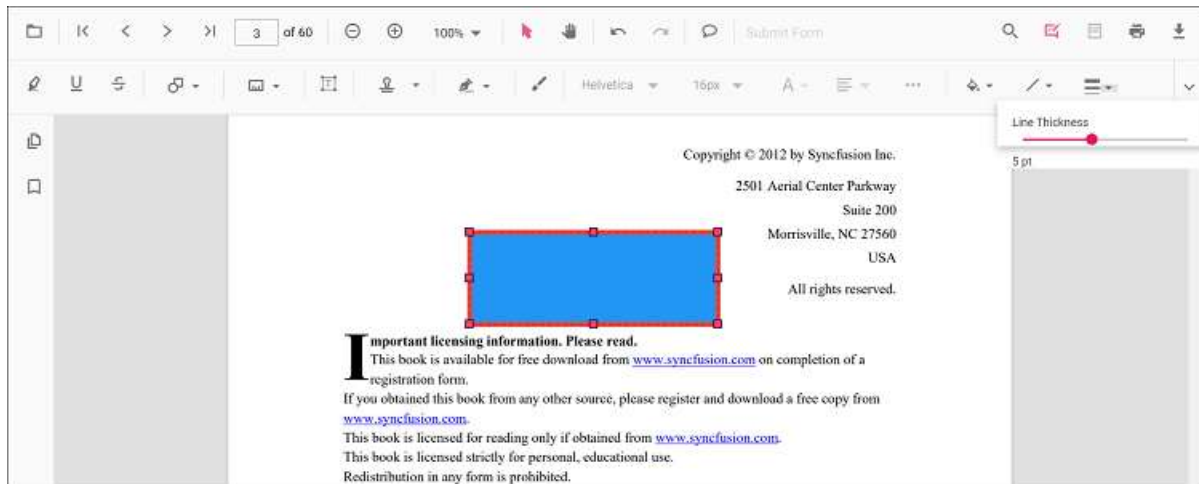 3 of 60 100% Submit Form
Helvetica 16px A
Line Thickness
5 pt
Copyright © 2012 by Syncfusion Inc.
2501 Aerial Center Parkway
Suite 200
Morrisville, NC 27560
USA
All rights reserved.
Important licensing information. Please read.
This book is available for free download from www.syncfusion.com on completion of a
registration form.
If you obtained this book from any other source, please register and download a free copy from
www.syncfusion.com.
This book is licensed for reading only if obtained from www.syncfusion.com.
This book is licensed strictly for personal, educational use.
Redistribution in any form is prohibited.